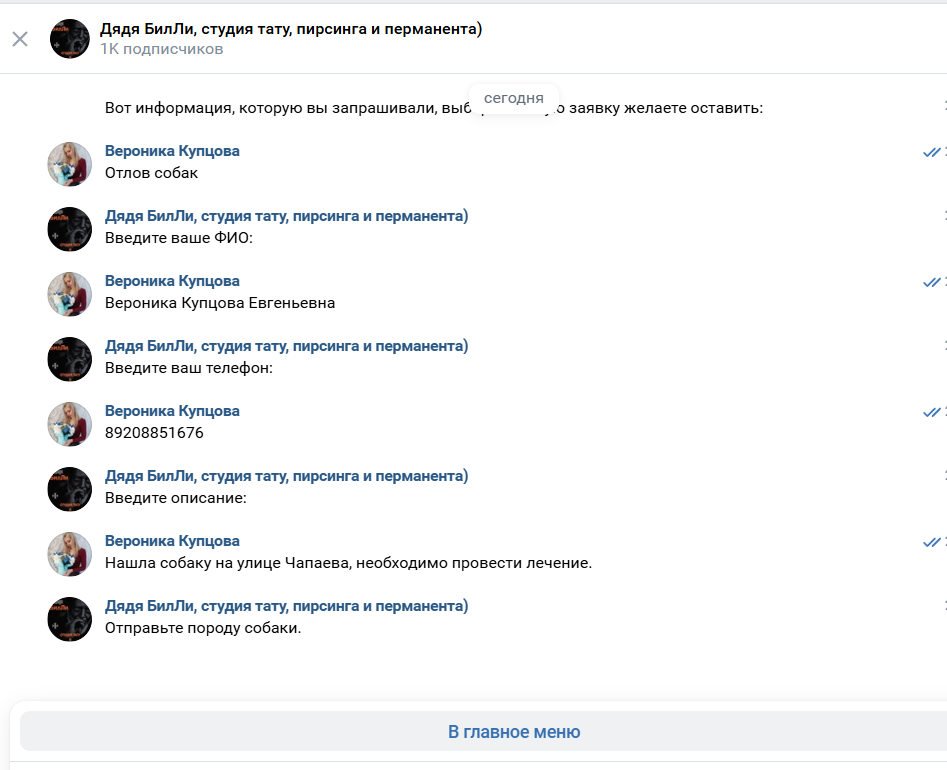 Дядя БилЛи, студия тату, пирсинга и перманента)
1K подписчиков
сегодня
Вот информация, которую вы запрашивали, заявку желаете оставить:
Вероника Купцова
Отлов собак
Дядя БилЛи, студия тату, пирсинга и перманента)
Введите ваше ФИО:
Вероника Купцова
Вероника Купцова Евгеньевна
Дядя БилЛи, студия тату, пирсинга и перманента)
Введите ваш телефон:
Вероника Купцова
89208851676
Дядя БилЛи, студия тату, пирсинга и перманента)
Введите описание:
Вероника Купцова
Нашла собаку на улице Чапаева, необходимо провести лечение.
Дядя БилЛи, студия тату, пирсинга и перманента)
Отправьте породу собаки.
В главное меню